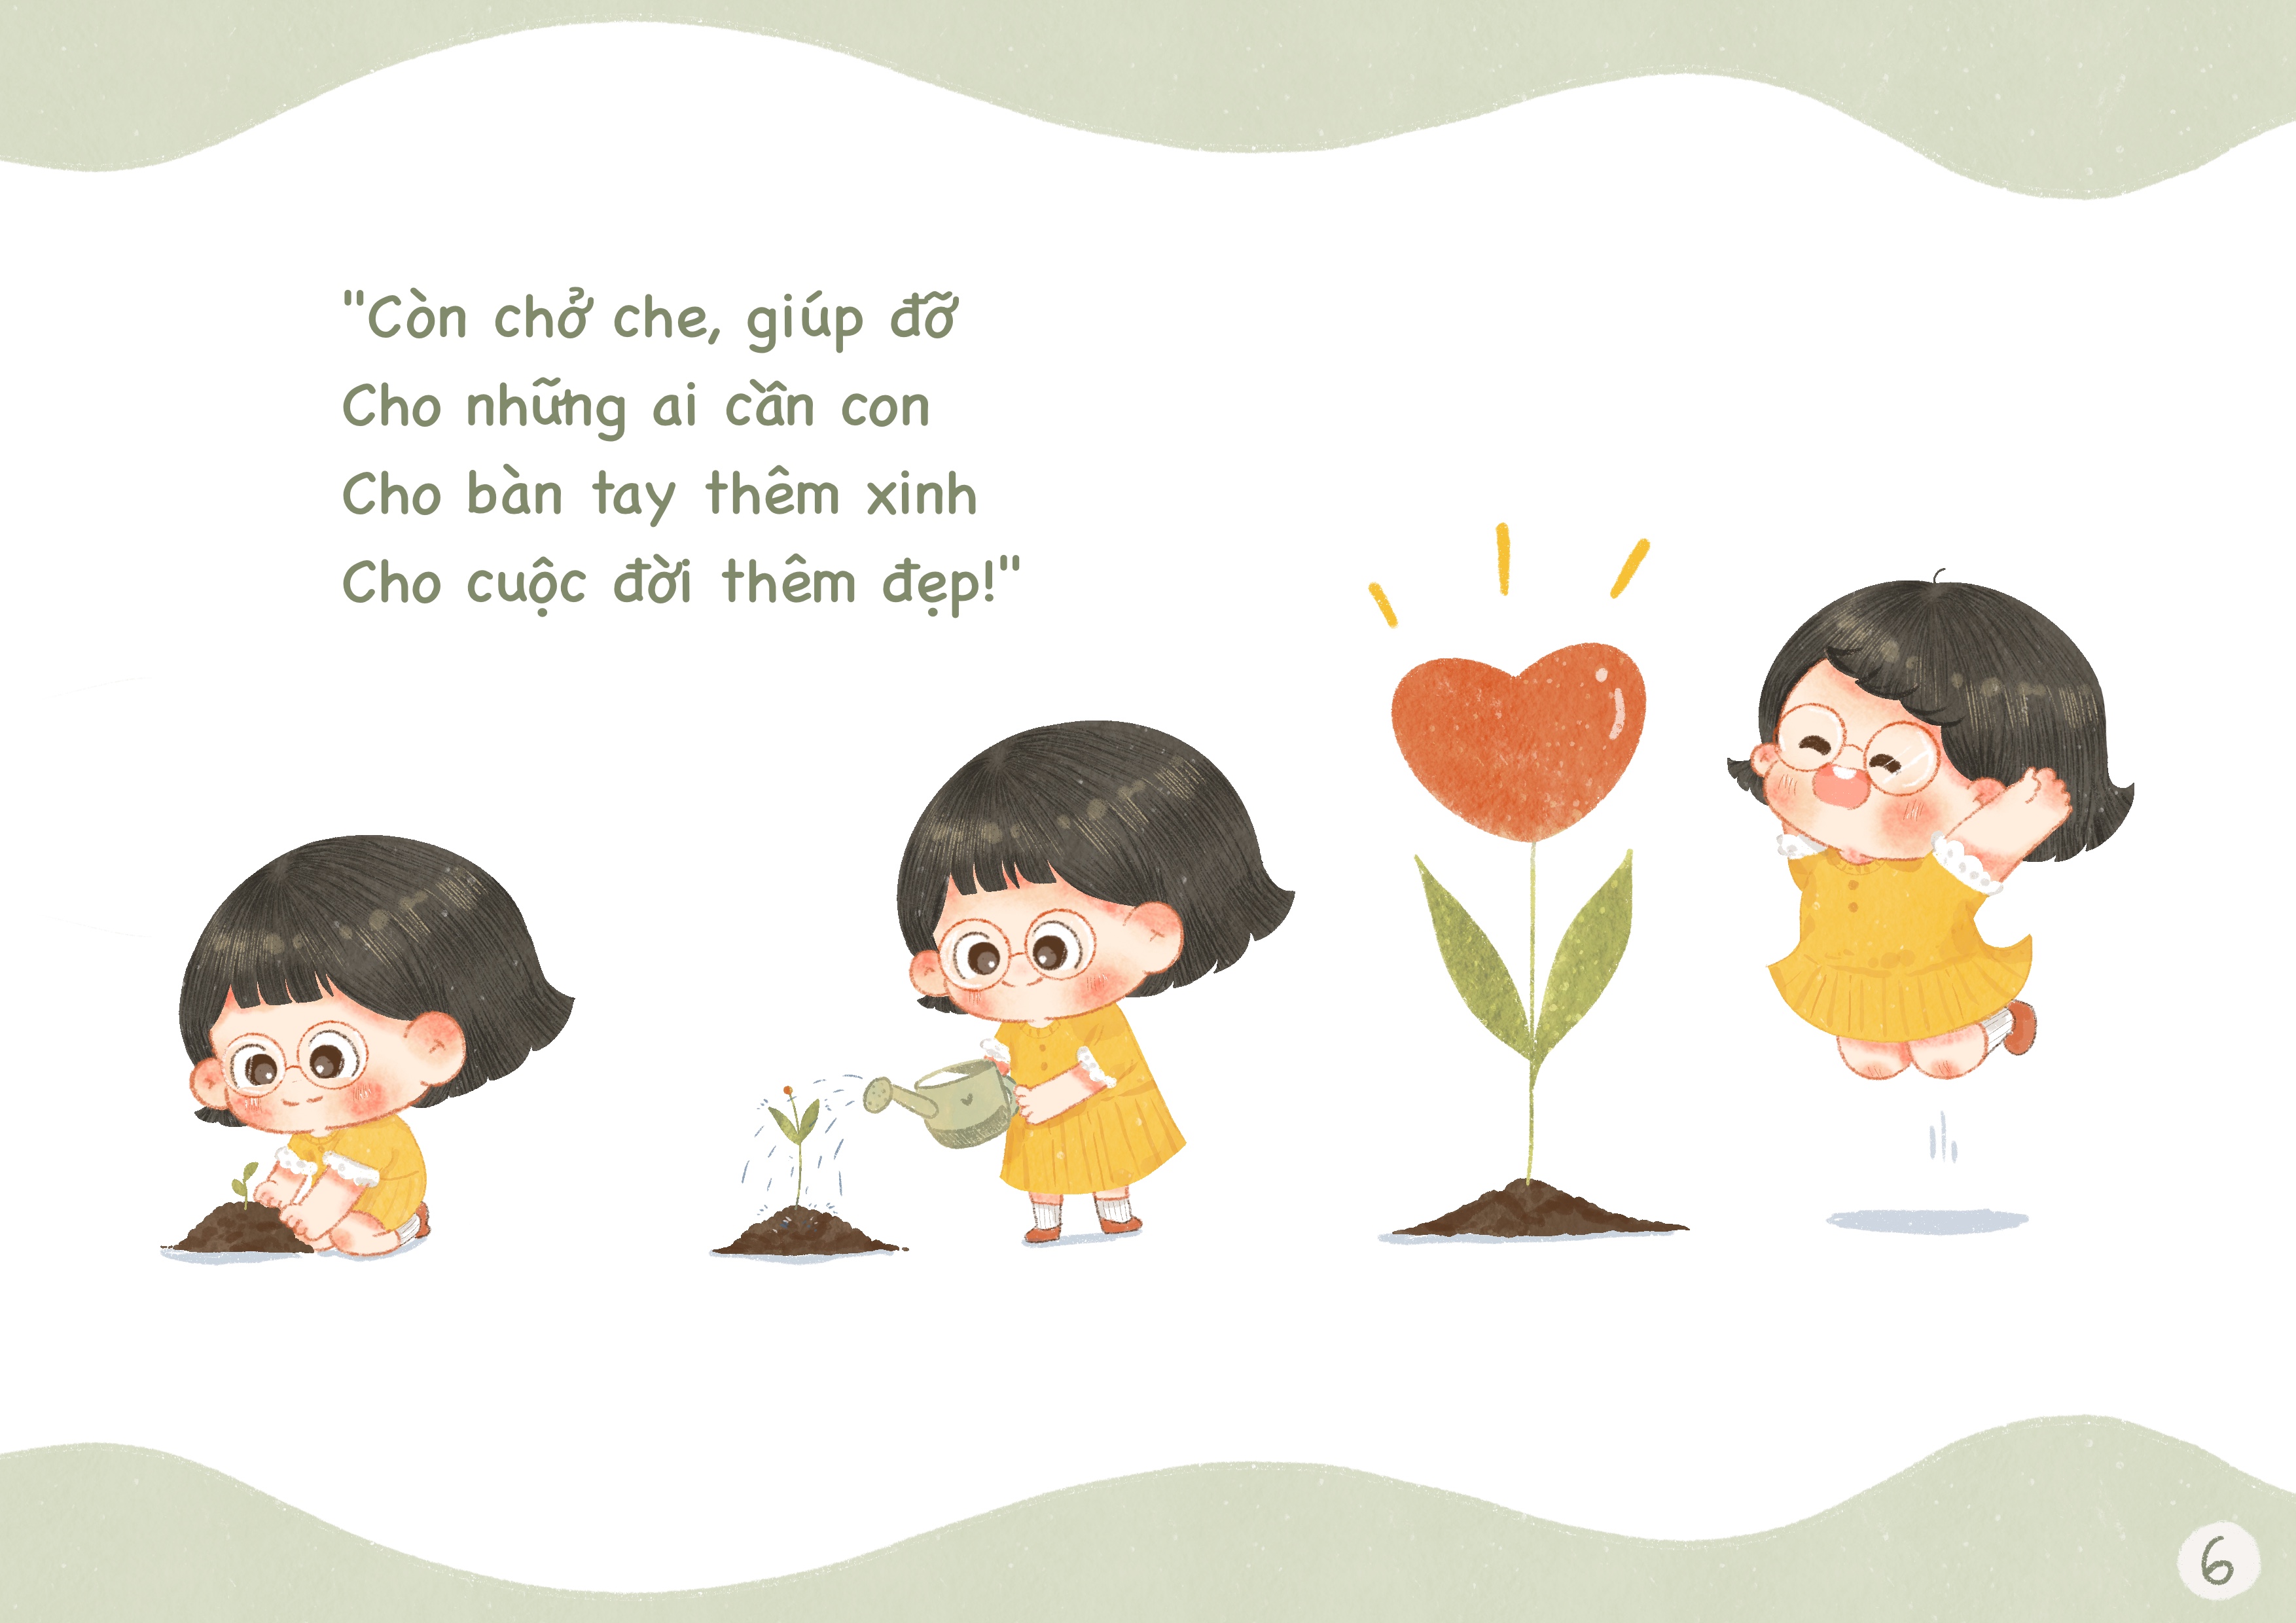 "Còn chở che, giúp đỡ
Cho những ai cần con
Cho bàn tay thêm xinh
Cho cuộc đời thêm đẹp!"
6